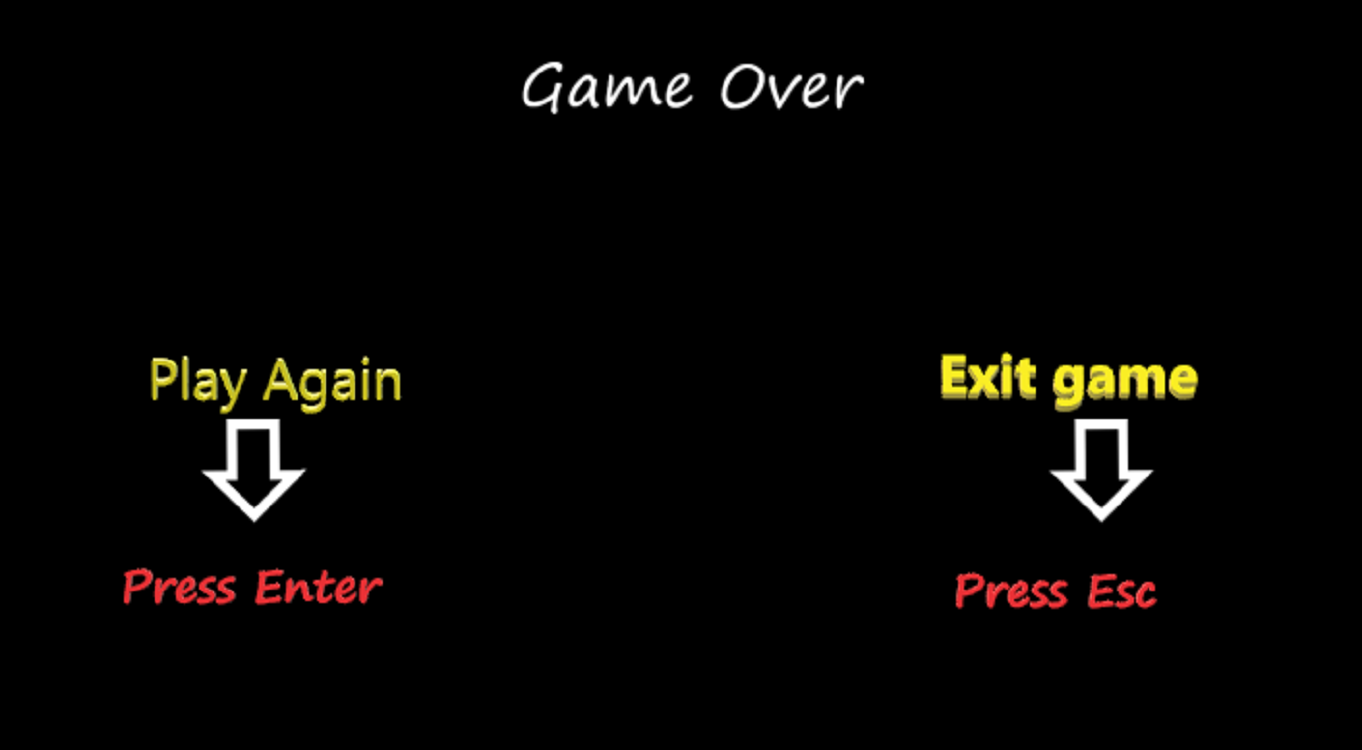 Game Over
Play Again
Exit game
Press Enter
Press Esc